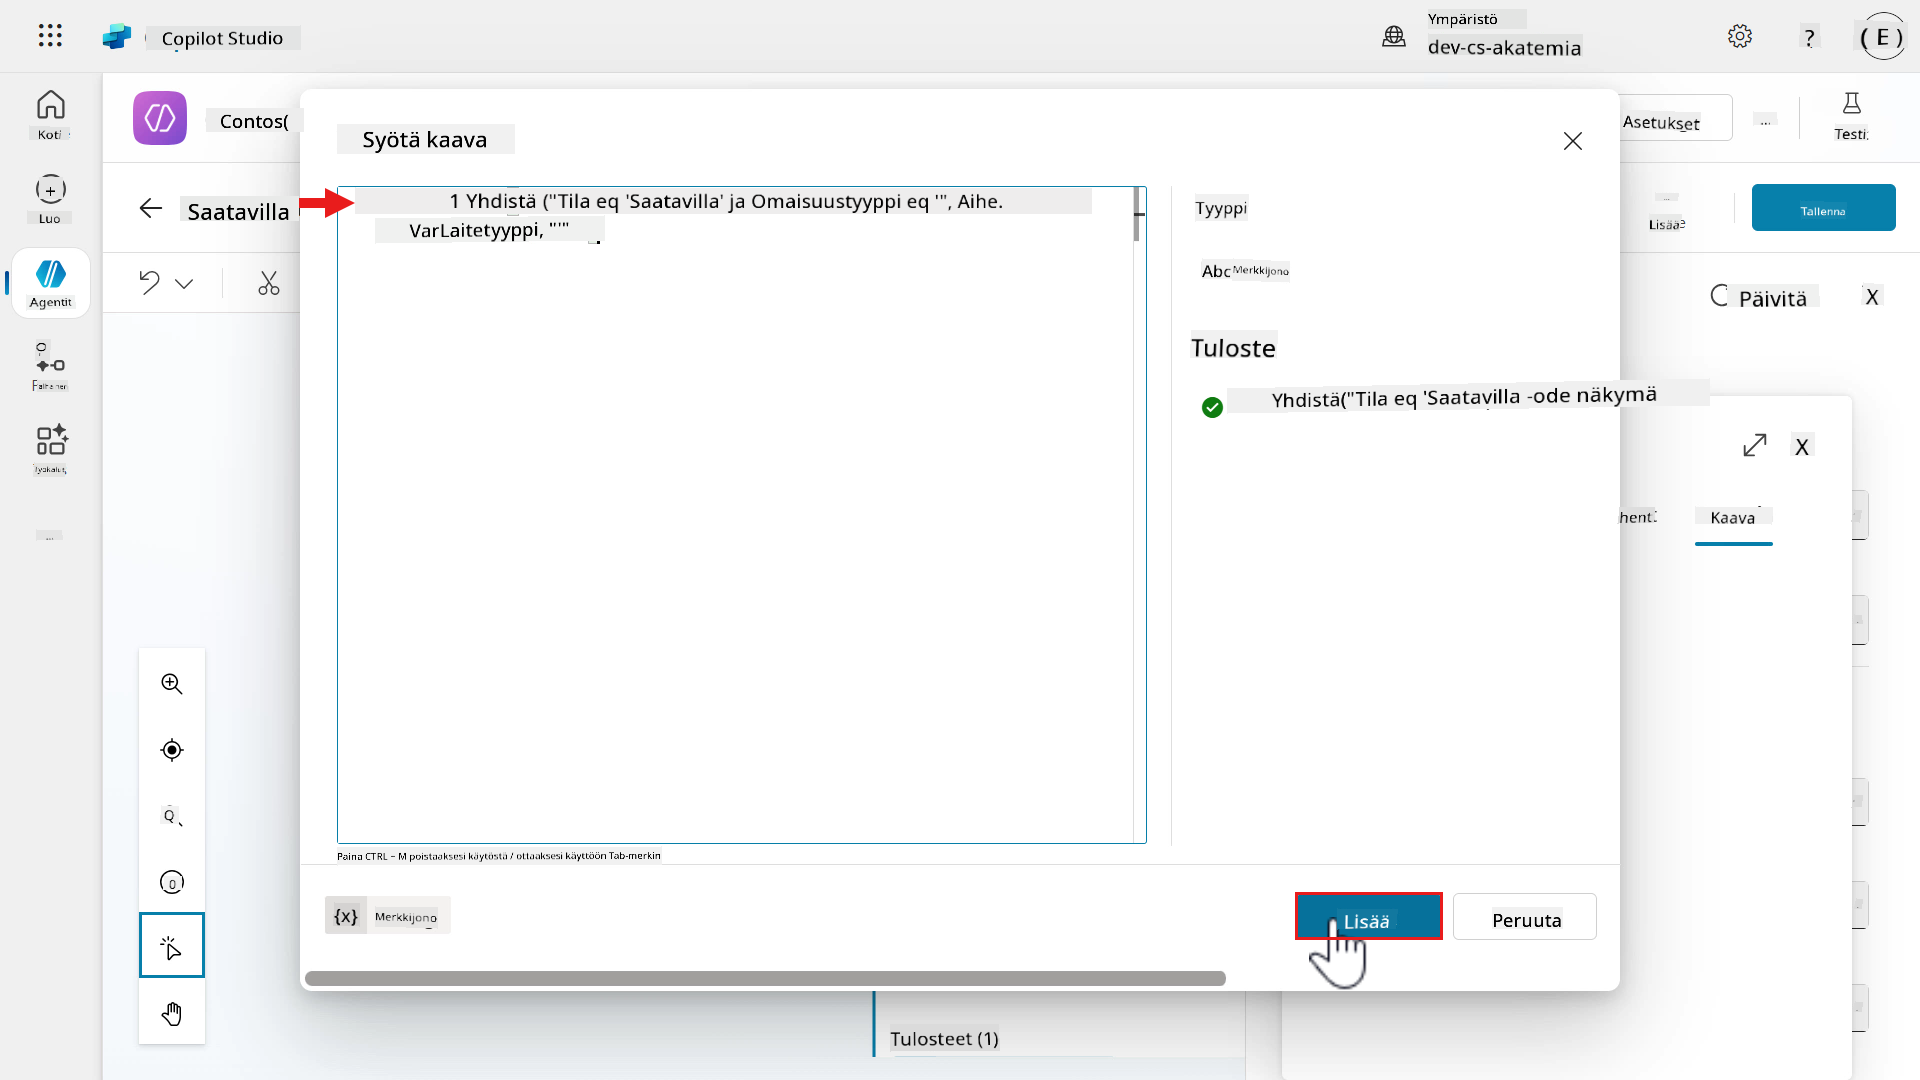 Copilot Studio
Ympäristö
dev-cs-akatemia
?
( E )
Koti
Luo
Agentit
Työkalut,
Contos(
Asetukset
...
Testi
Saatavilla
Lisää
Tallenna
Päivitä
X
Syötä kaava
1 Yhdistä ("Tila eq 'Saatavilla' ja Omaisuustyyppi eq '", Aihe.
VarLaitetyyppi, "'"
Tyyppi
Abc Merkkijono
Tuloste
Yhdistä("Tila eq 'Saatavilla -ode näkymä
X
Kaava
Paina CTRL – M poistaaksesi käytöstä / ottaaksesi käyttöön Tab-merkin
{x} Merkkijono
Lisää
Peruuta
Tulosteet (1)